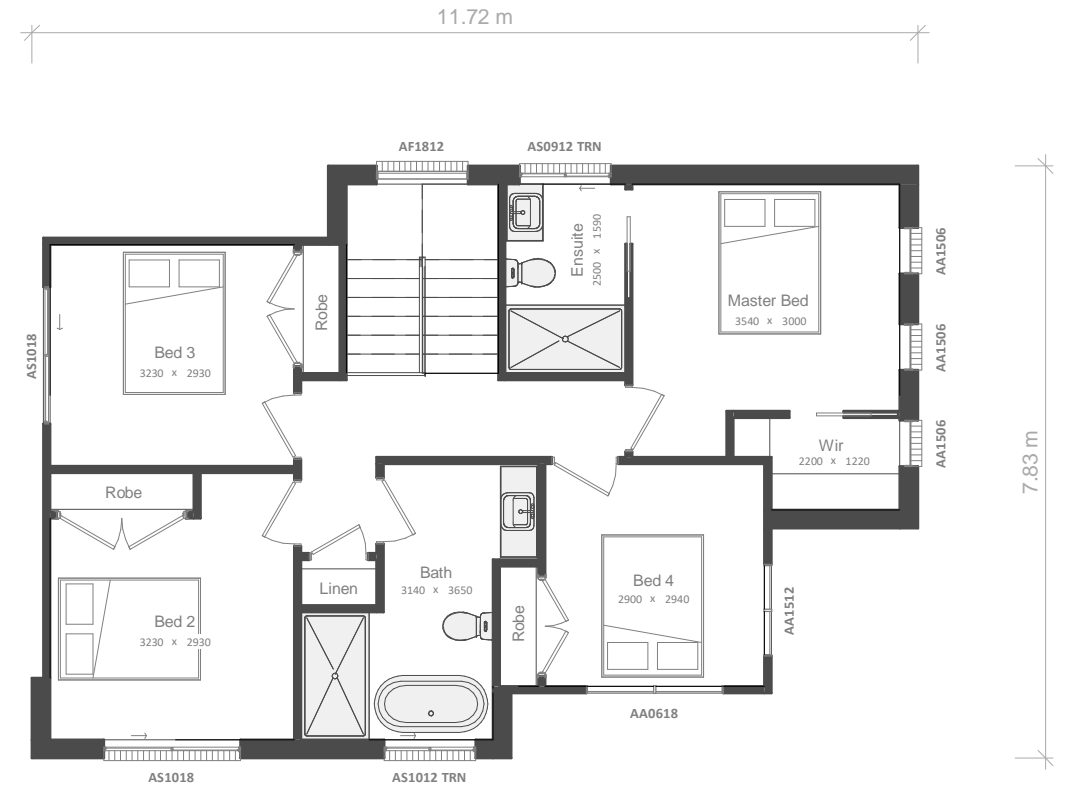 11.72 m
AF1812
AS0912 TRN
Ensuite
2500 x 1590
Master Bed
3540 x 3000
AA1506
AA1506
AA1506
Robe
Bed 3
3230 x 2930
AS1018
Wir
2200 x 1220
7.83 m
Robe
Linen
Bath
3140 x 3650
Bed 4
2900 x 2940
Robe
Bed 2
3230 x 2930
AA1512
AA0618
AS1018
AS1012 TRN